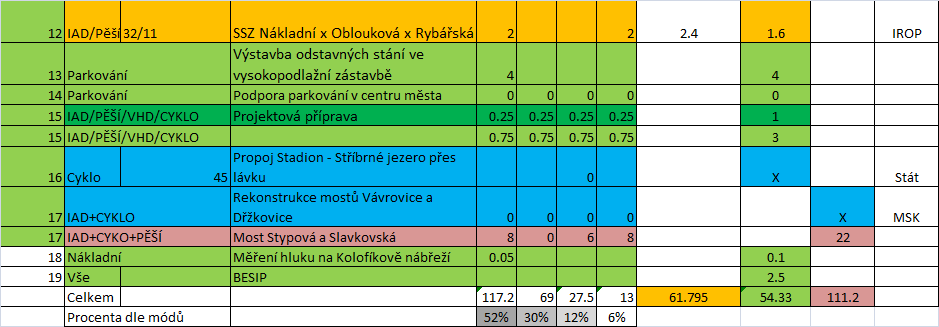 12 IAD/Pěší 32/11 SSZ Nákladní x Oblouková x Rybářská 2 2 2.4 1.6 IROP
Výstavba odstavných stání ve
13 Parkování vysokopodlažní zástavbě 4 4
14 Parkování Podpora parkování v centru města 0 0 0 0 0
15 IAD/PĚŠÍ/VHD/CYKLO Projektová příprava 0.25 0.25 0.25 0.25 1
15 IAD/PĚŠÍ/VHD/CYKLO 0.75 0.75 0.75 0.75 3
Propoj Stadion - Stříbrné jezero přes
16 Cyklo 45 lávku 0 X Stát
Rekonstrukce mostů Vávrovice a
17 IAD+CYKLO Držkovice 0 0 0 0 X MSK
17 IAD+CYKO+PĚŠÍ Most Stypová a Slavkovská 8 0 6 8 22
18 Nákladní Měření hluku na Kolofíkově nábřeží 0.05 0.1
19 Vše BESIP 2.5
Celkem 117.2 69 27.5 13 61.795 54.33 111.2
Procenta dle módů 52% 30% 12% 6%